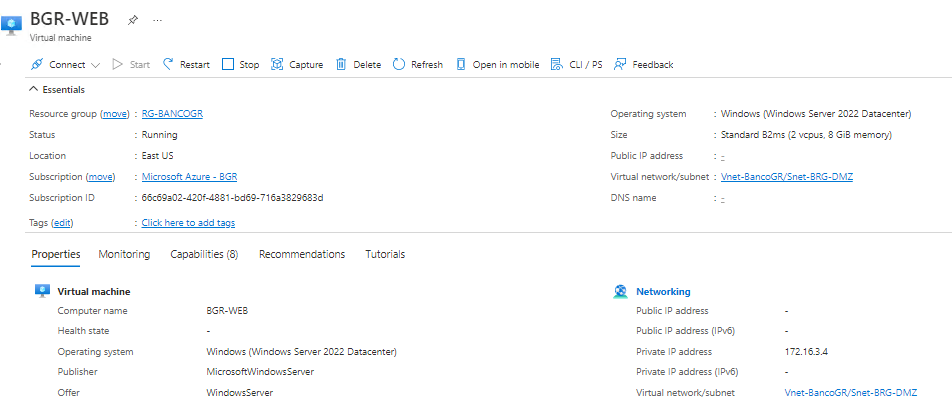 BGR-WEB
Virtual machine
Connect Start Restart Stop Capture Delete Refresh Open in mobile CLI / PS Feedback
Essentials
Resource group (move) : RG-BANCOGR Operating system : Windows (Windows Server 2022 Datacenter)
Status : Running Size : Standard B2ms (2 vcpus, 8 GiB memory)
Location : East US Public IP address : -
Subscription (move) : Microsoft Azure - BGR Virtual network/subnet : Vnet-BancoGR/Snet-BRG-DMZ
Subscription ID : 66c69a02-420f-4881-bd69-716a3829683d DNS name : -
Tags (edit) : Click here to add tags
Properties Monitoring Capabilities (8) Recommendations Tutorials
Virtual machine Networking
Computer name BGR-WEB Public IP address -
Health state - Public IP address (IPv6) -
Operating system Windows (Windows Server 2022 Datacenter) Private IP address 172.16.3.4
Publisher MicrosoftWindowsServer Private IP address (IPv6) -
Offer WindowsServer Virtual network/subnet Vnet-BancoGR/Snet-BRG-DMZ